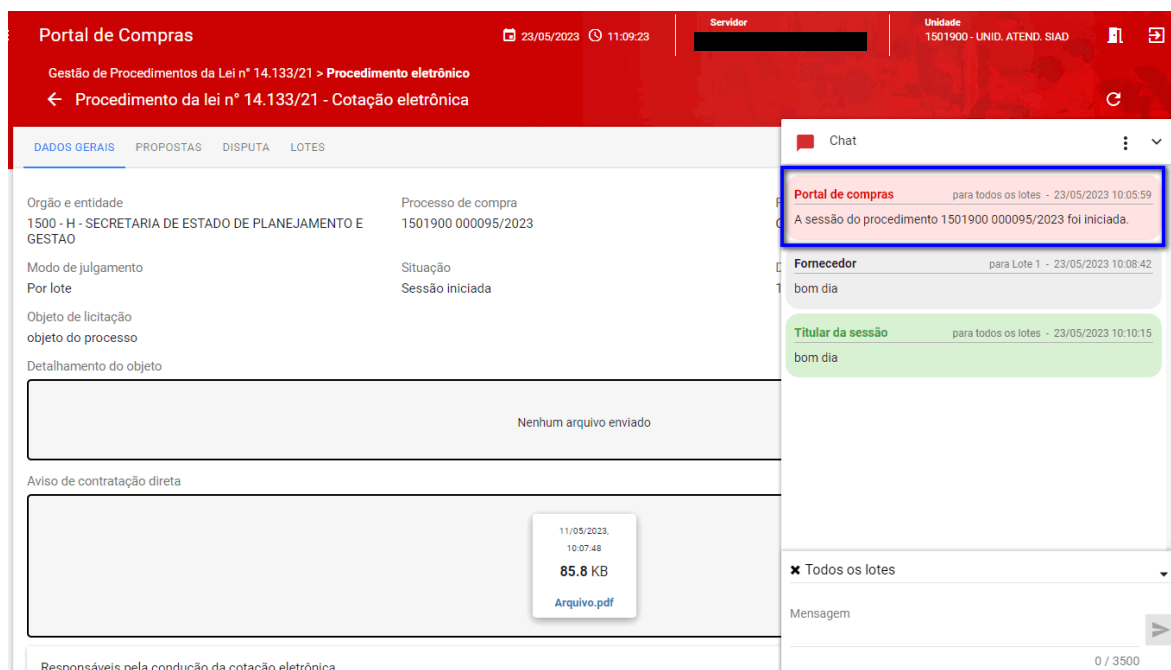 Portal de Compras
23/05/2023 11:09:23
Servidor
Unidade
1501900 - UNID. ATEND. SIAD
Gestão de Procedimentos da Lei n° 14.133/21 > Procedimento eletrônico
Procedimento da lei n° 14.133/21 - Cotação eletrônica
DADOS GERAIS PROPOSTAS DISPUTA LOTES
Orgão e entidade
1500 - H - SECRETARIA DE ESTADO DE PLANEJAMENTO E
GESTAO
Processo de compra
1501900 000095/2023
Modo de julgamento
Por lote
Situação
Sessão iniciada
Objeto de licitação
objeto do processo
Detalhamento do objeto
Nenhum arquivo enviado
Aviso de contratação direta
11/05/2023,
10:07:48
85.8 KB
Arquivo.pdf
Responsáveis pela condução da cotação eletrônica
Chat
Portal de compras para todos os lotes - 23/05/2023 10:05:59
A sessão do procedimento 1501900 000095/2023 foi iniciada.
Fornecedor para Lote 1 - 23/05/2023 10:08:42
bom dia
Titular da sessão para todos os lotes - 23/05/2023 10:10:15
bom dia
Todos os lotes
Mensagem
0 / 3500